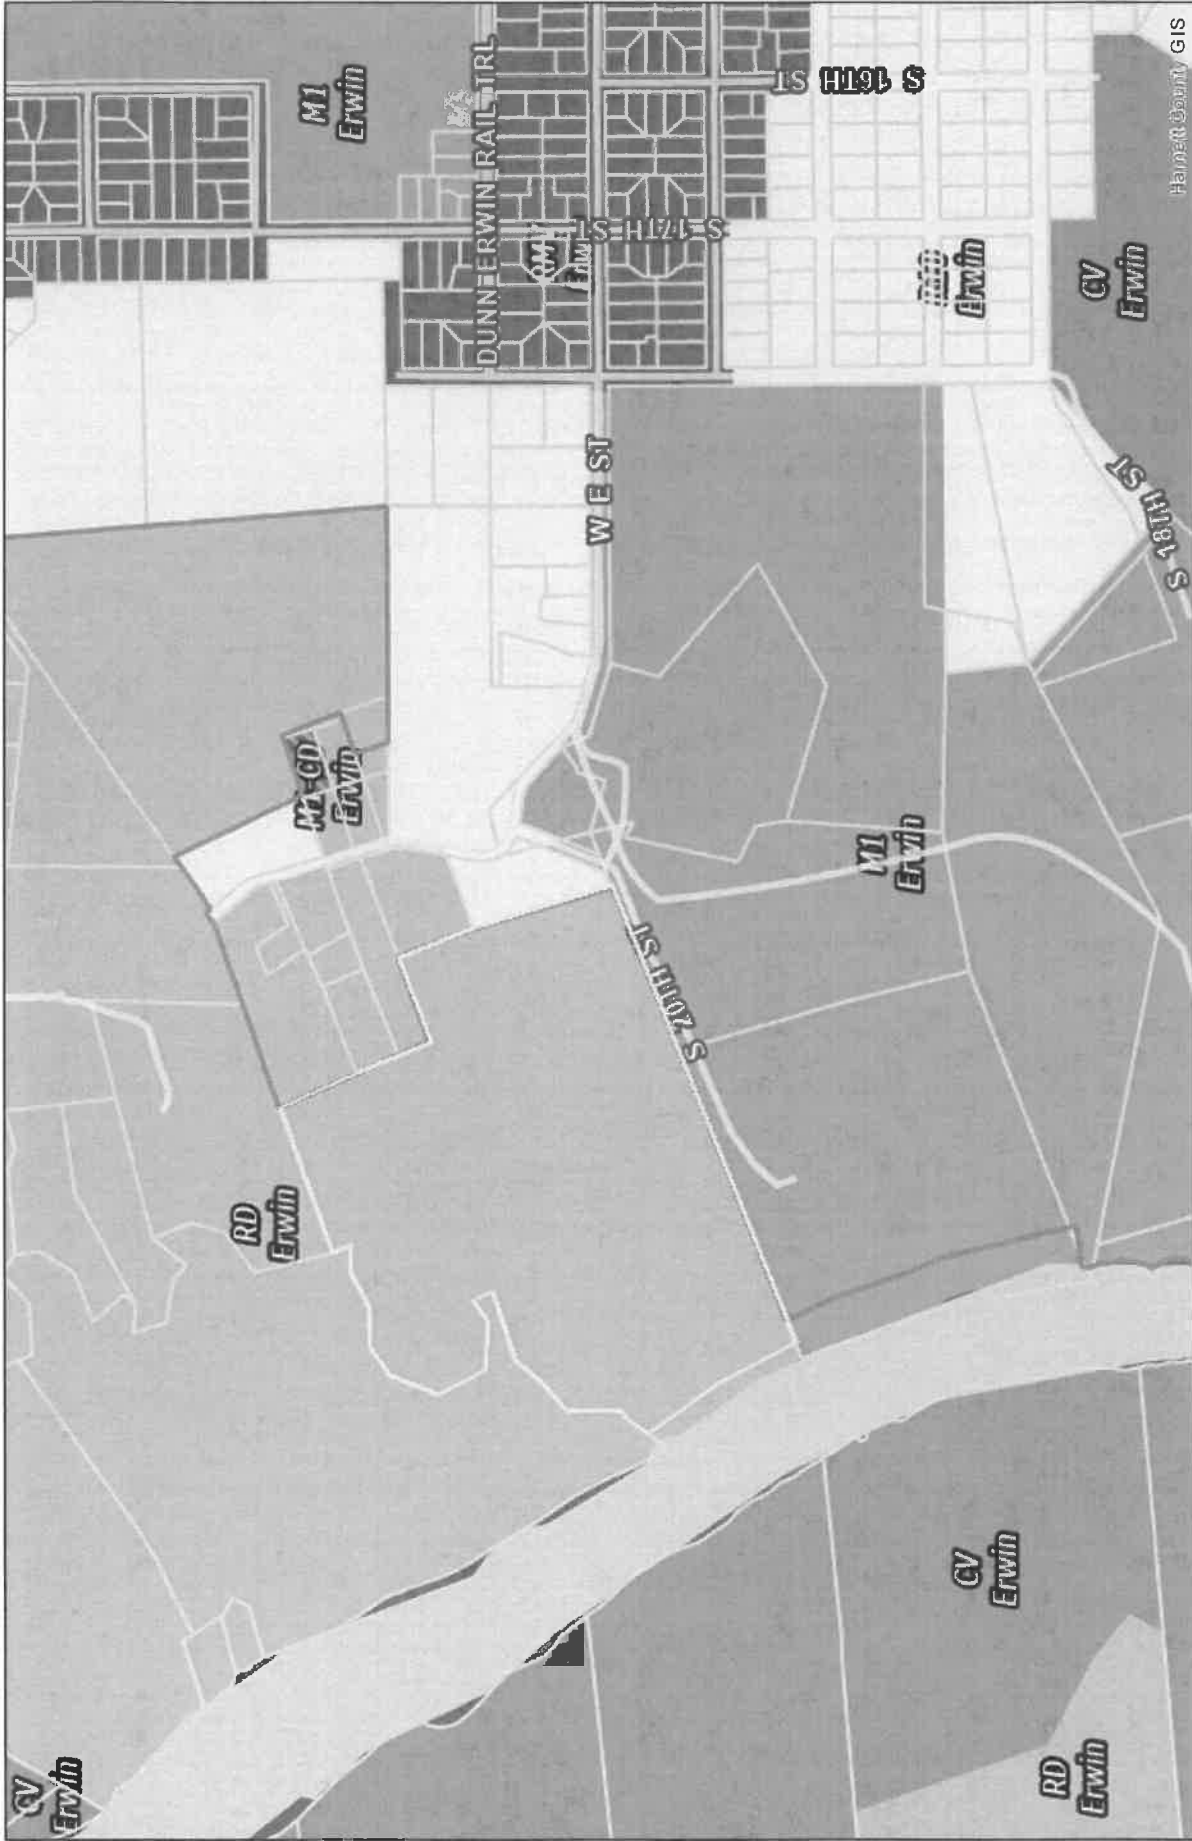 M1
Erwin
DUNN ERWIN RAIL TRL
S 16TH ST
S 17TH ST
Erwin
CV
Erwin
W E ST
S 18TH ST
M1-CD
Erwin
M1
Erwin
S 20TH ST
RD
Erwin
CV
Erwin
RD
Erwin
CV
Erwin
Harnett County GIS